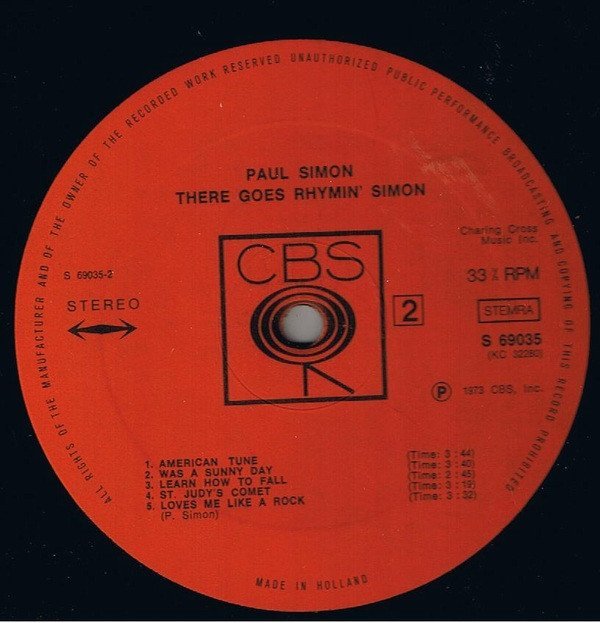 ALL RIGHTS OF THE MANUFACTURER AND OF THE OWNER OF THE RECORDED WORK RESERVED UNAUTHORIZED PUBLIC PERFORMANCE BROADCASTING AND COPYING OF THIS RECORD PROHIBITED
PAUL SIMON
THERE GOES RHYMIN' SIMON
Charing Cross
Music Inc.
CBS
S 69035-2
33⅓ RPM
STEREO
2
STEMRA
S 69035
(KC 32280)
Ⓟ 1973 CBS, Inc.
1. AMERICAN TUNE (Time: 3:44)
2. WAS A SUNNY DAY (Time: 3:40)
3. LEARN HOW TO FALL (Time: 2:45)
4. ST. JUDY'S COMET (Time: 3:19)
5. LOVES ME LIKE A ROCK (Time: 3:32)
(P. Simon)
MADE IN HOLLAND